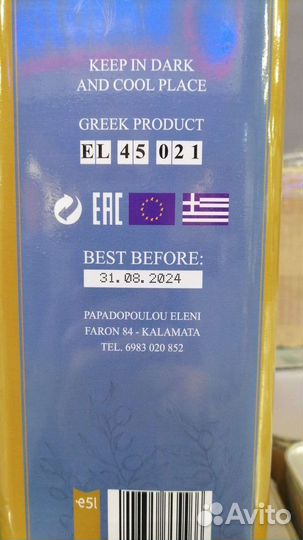 KEEP IN DARK
AND COOL PLACE
GREEK PRODUCT
EL 45 021
EAC
BEST BEFORE:
31.08.2024
PAPADOPOULOU ELENI
FARON 84 - KALAMATA
TEL. 6983 020 852
e5l
Avito